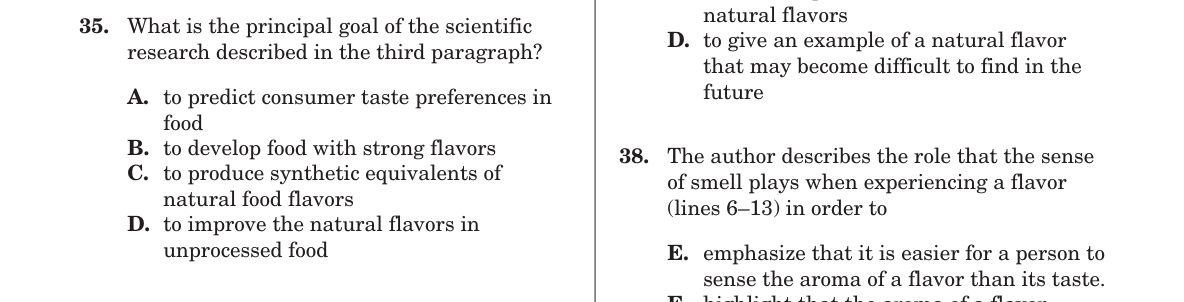 35. What is the principal goal of the scientific
research described in the third paragraph?
A. to predict consumer taste preferences in
food
B. to develop food with strong flavors
C. to produce synthetic equivalents of
natural food flavors
D. to improve the natural flavors in
unprocessed food
natural flavors
D. to give an example of a natural flavor
that may become difficult to find in the
future
38. The author describes the role that the sense
of smell plays when experiencing a flavor
(lines 6–13) in order to
E. emphasize that it is easier for a person to
sense the aroma of a flavor than its taste.